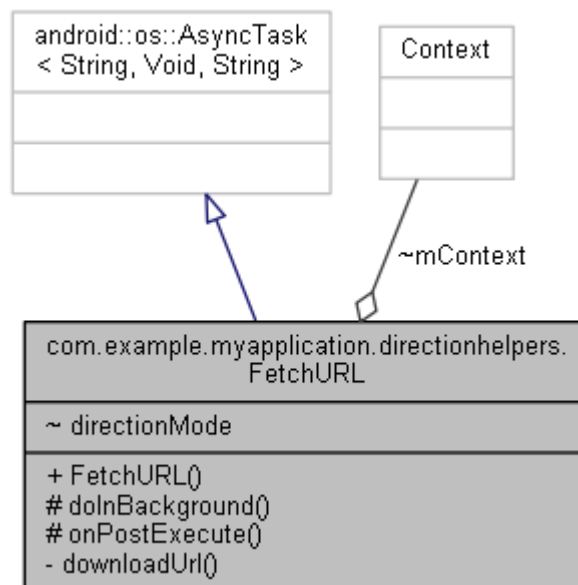 android::os::AsyncTask
< String, Void, String >
Context
~mContext
com.example.myapplication.directionhelpers.
FetchURL
~ directionMode
+ FetchURL()
# doInBackground()
# onPostExecute()
- downloadUrl()